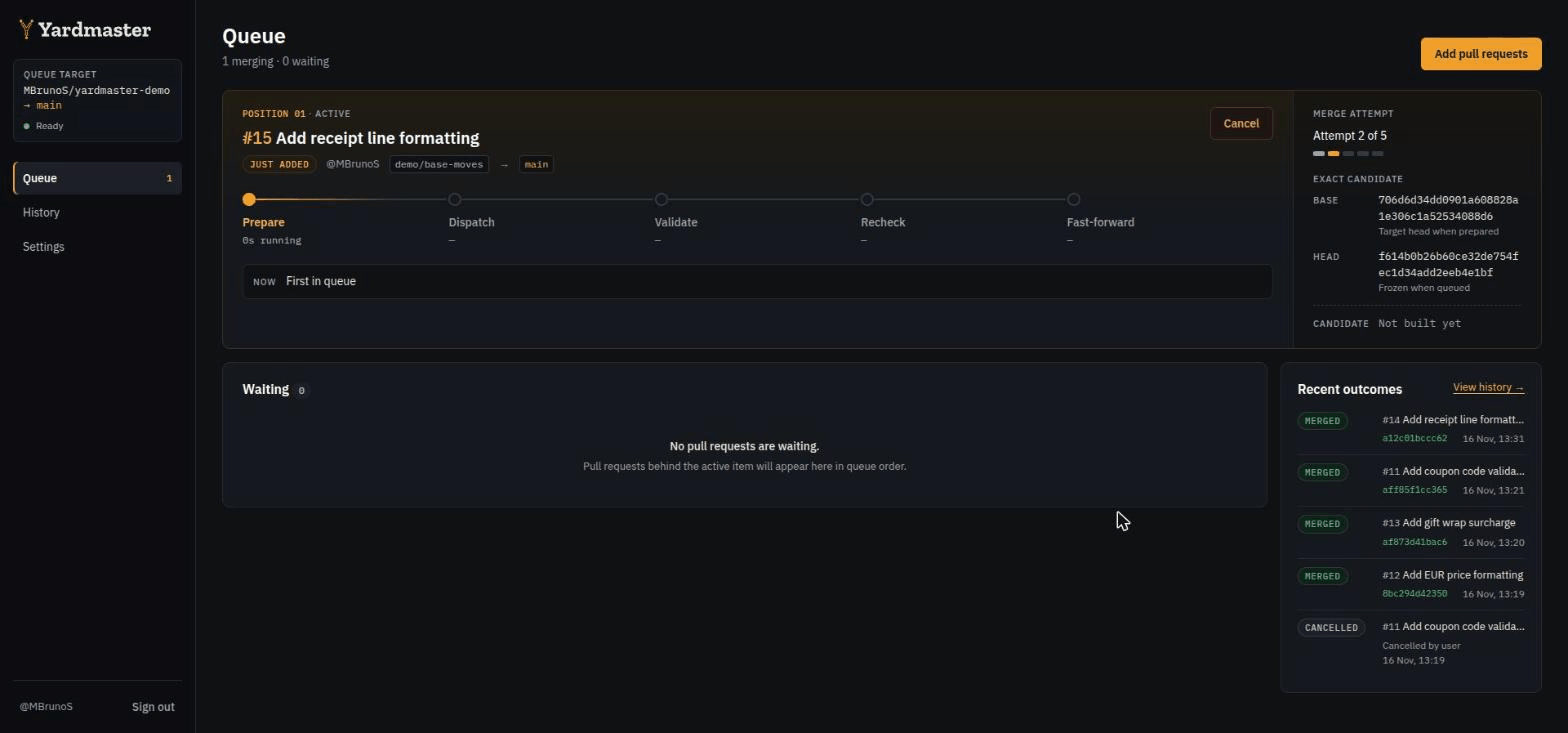 Yardmaster
QUEUE TARGET
MBrunoS/yardmaster-demo
→ main
Ready
Queue 1
History
Settings
@MBrunoS Sign out
Queue
1 merging · 0 waiting
Add pull requests
POSITION 01 · ACTIVE
#15 Add receipt line formatting
JUST ADDED @MBrunoS demo/base-moves → main
Cancel
Prepare Dispatch Validate Recheck Fast-forward
0s running — — — —
NOW First in queue
MERGE ATTEMPT
Attempt 2 of 5
EXACT CANDIDATE
BASE 706d6d34dd0901a608828a
1e306c1a52534088d6
Target head when prepared
HEAD f614b0b26b60ce32de754f
ec1d34add2eeb4e1bf
Frozen when queued
CANDIDATE Not built yet
Waiting 0
No pull requests are waiting.
Pull requests behind the active item will appear here in queue order.
Recent outcomes View history →
MERGED #14 Add receipt line formatt...
a12c01bccc62 16 Nov, 13:31
MERGED #11 Add coupon code valida...
aff85f1cc365 16 Nov, 13:21
MERGED #13 Add gift wrap surcharge
af873d41bac6 16 Nov, 13:20
MERGED #12 Add EUR price formatting
8bc294d42350 16 Nov, 13:19
CANCELLED #11 Add coupon code valida...
Cancelled by user
16 Nov, 13:19